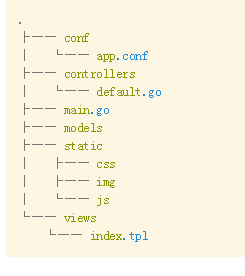 .
├── conf
│   └── app.conf
├── controllers
│   └── default.go
├── main.go
├── models
├── static
│   ├── css
│   ├── img
│   └── js
└── views
    └── index.tpl